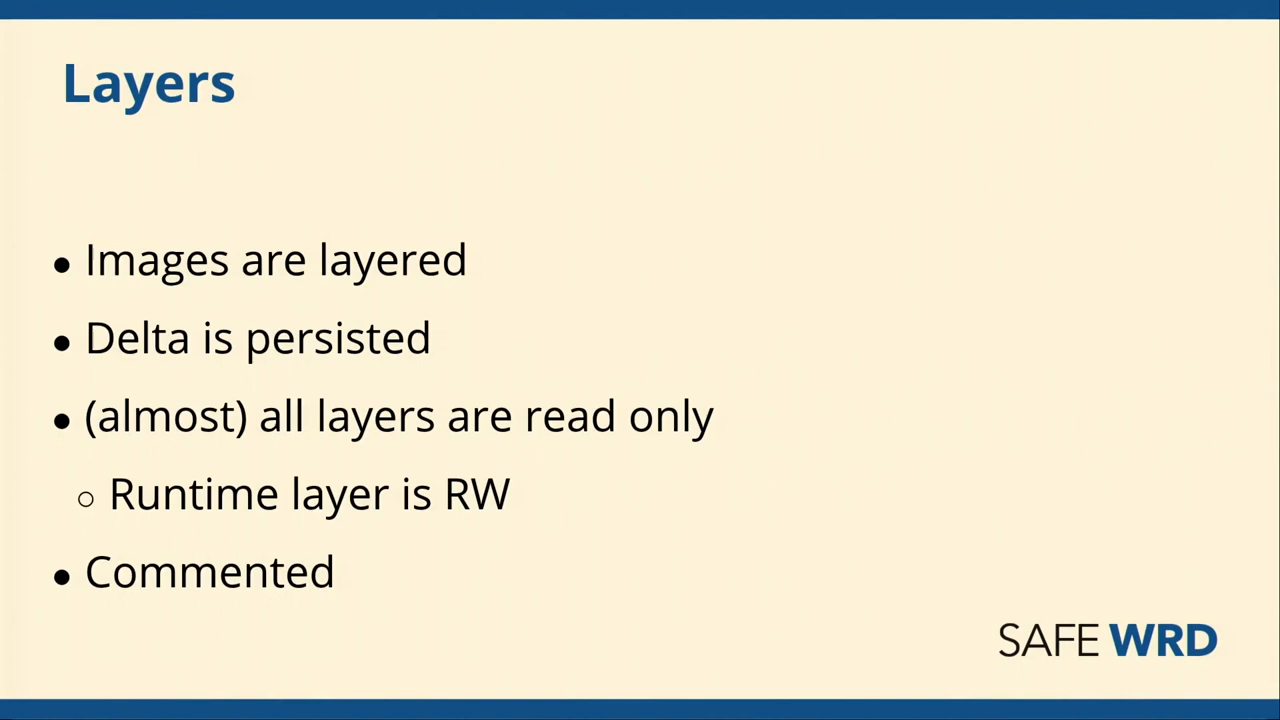 Layers
• Images are layered
• Delta is persisted
• (almost) all layers are read only
○ Runtime layer is RW
• Commented
SAFE WRD